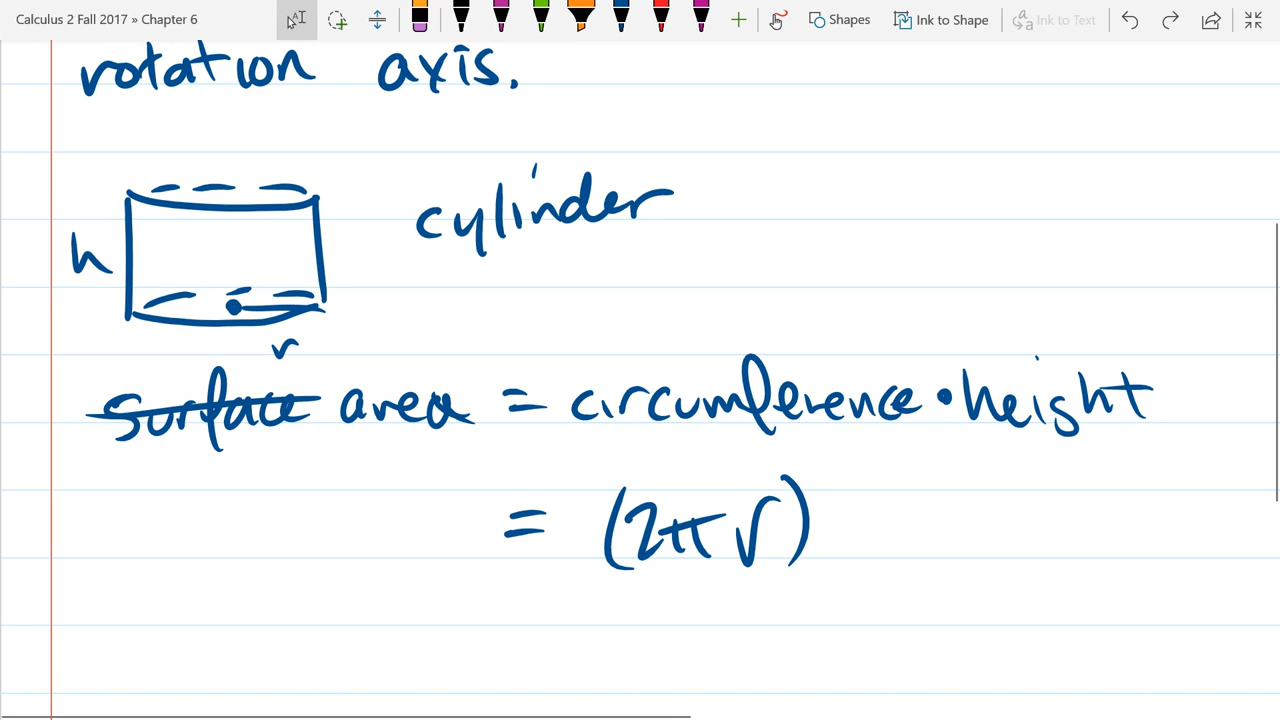 Calculus 2 Fall 2017 » Chapter 6 Shapes Ink to Shape Ink to Text
rotation axis.
cylinder
h
r
surface area = circumference • height
= (2π r)